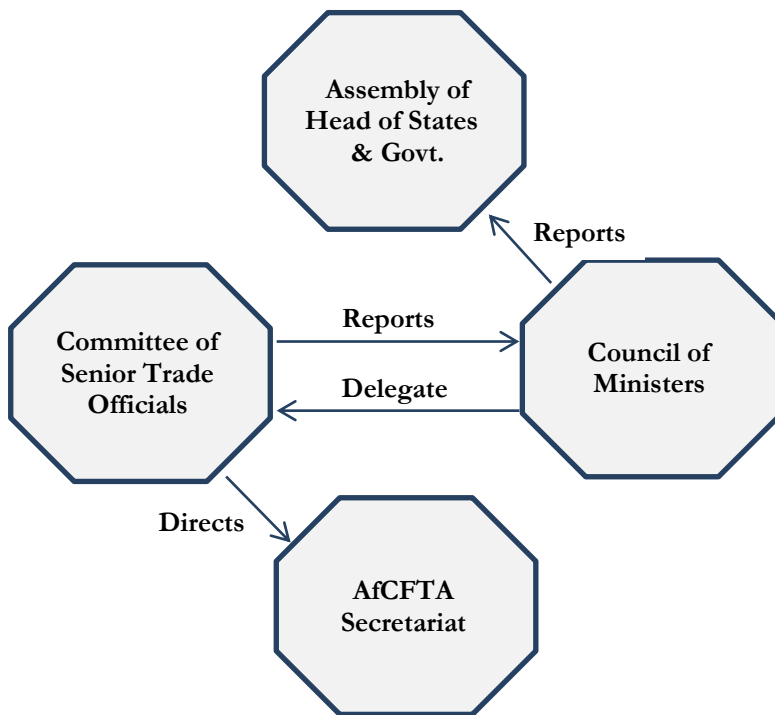 Assembly of
Head of States
& Govt.
Reports
Committee of
Senior Trade
Officials
Reports
Delegate
Council of
Ministers
Directs
AfCFTA
Secretariat